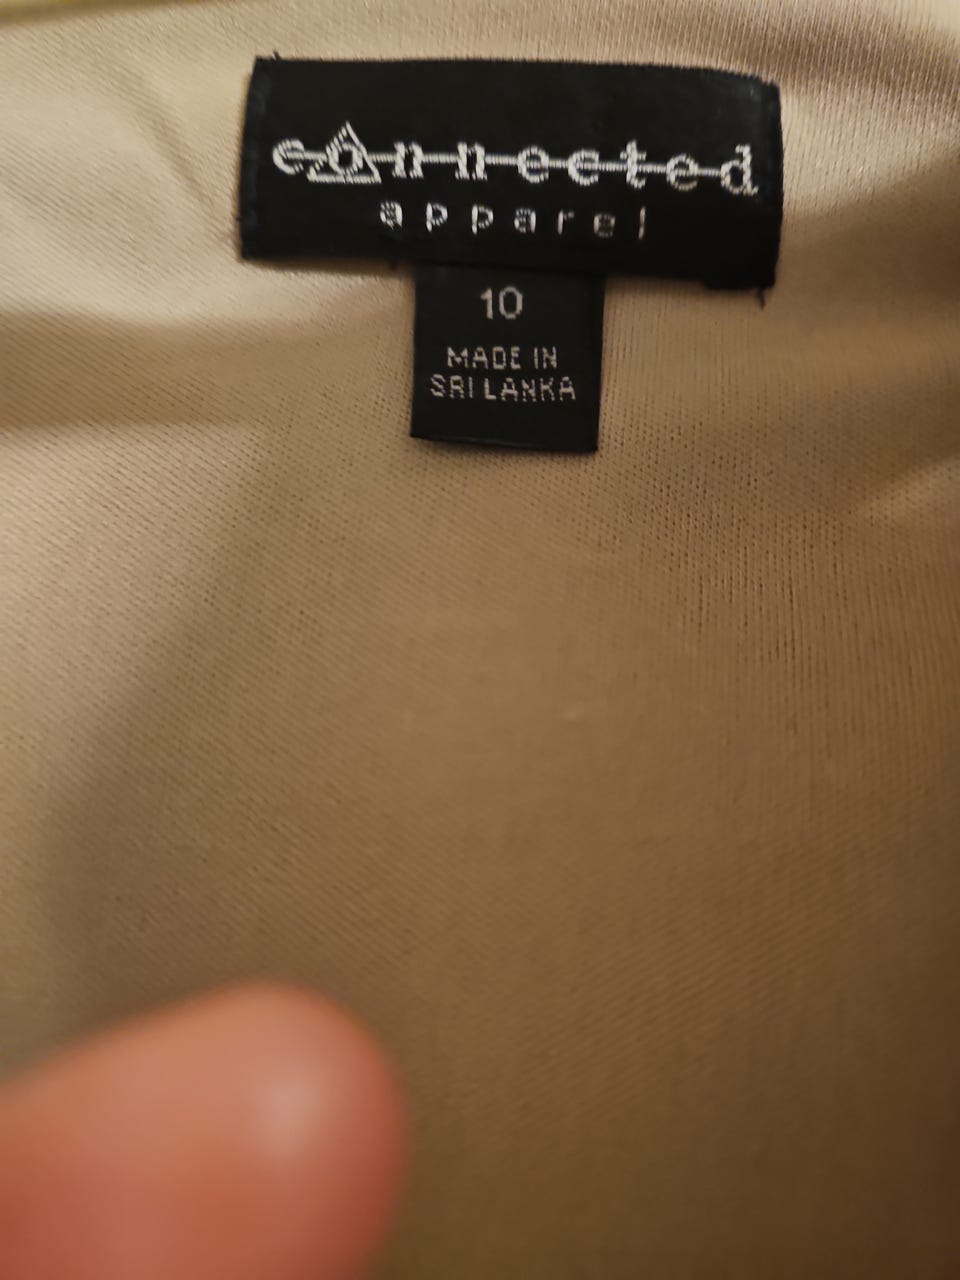 connected
apparel
10
MADE IN
SRI LANKA